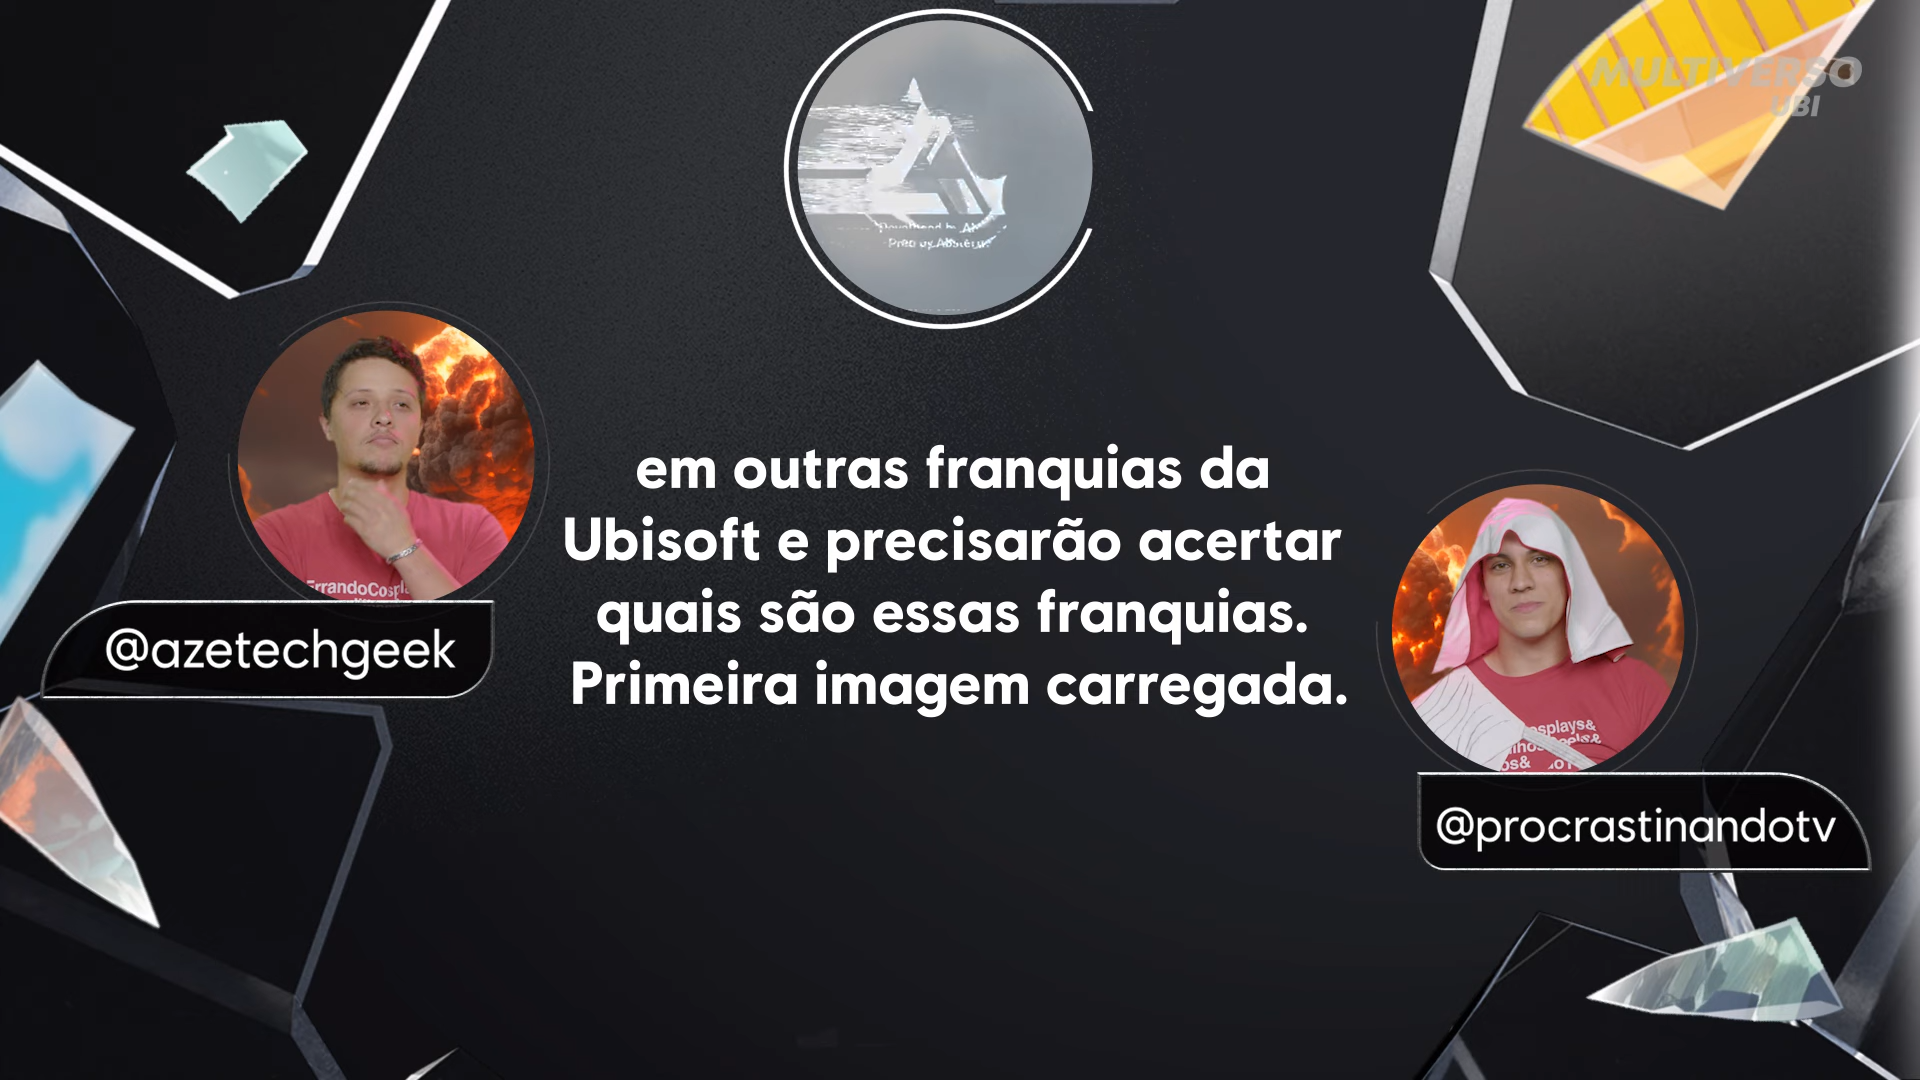 MULTIVERSO
UBI
em outras franquias da
Ubisoft e precisarão acertar
quais são essas franquias.
Primeira imagem carregada.
@azetechgeek
@procrastinandotv